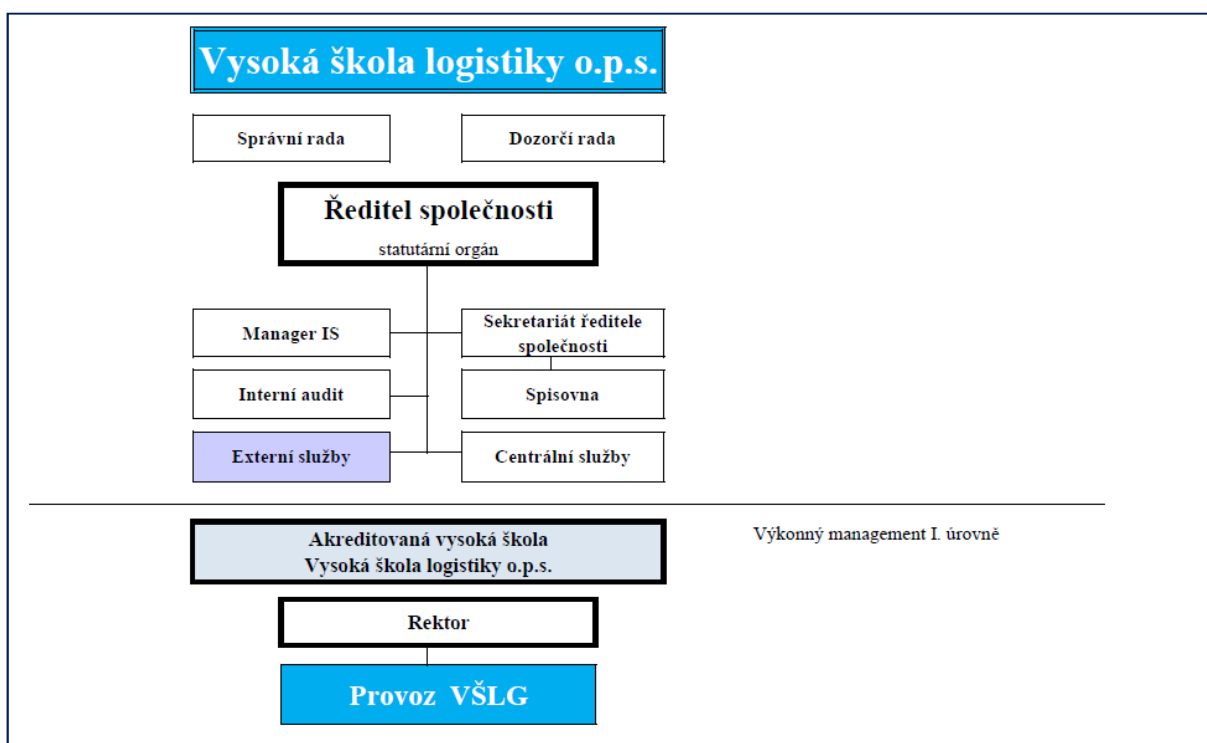 Vysoká škola logistiky o.p.s.
Správní rada
Dozorčí rada
Ředitel společnosti
statutární orgán
Manager IS
Sekretariát ředitele
společnosti
Interní audit
Spisovna
Externí služby
Centrální služby
Akreditovaná vysoká škola
Vysoká škola logistiky o.p.s.
Výkonný management I. úrovně
Rektor
Provoz VŠLG